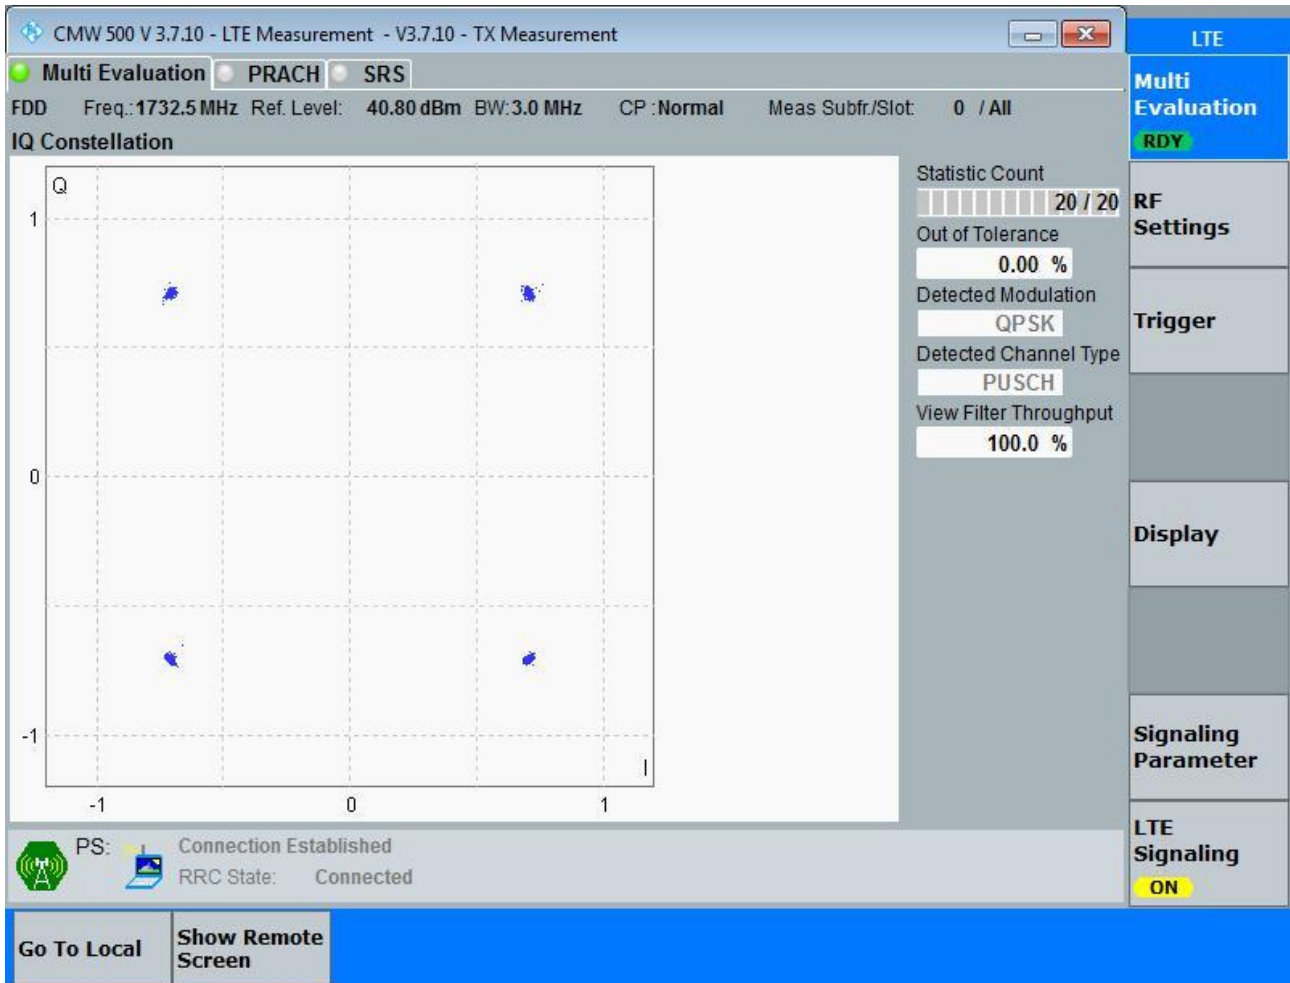 CMW 500 V 3.7.10 - LTE Measurement - V3.7.10 - TX Measurement
LTE
Multi Evaluation PRACH SRS
Multi
Evaluation
RDY
FDD Freq.: 1732.5 MHz Ref. Level: 40.80 dBm BW: 3.0 MHz CP : Normal Meas Subfr./Slot: 0 / All
IQ Constellation
Q
1
0
-1
I
-1 0 1
Statistic Count
20 / 20
Out of Tolerance
0.00 %
Detected Modulation
QPSK
Detected Channel Type
PUSCH
View Filter Throughput
100.0 %
RF
Settings
Trigger
Display
Signaling
Parameter
LTE
Signaling
ON
PS: Connection Established
RRC State: Connected
Go To Local
Show Remote
Screen